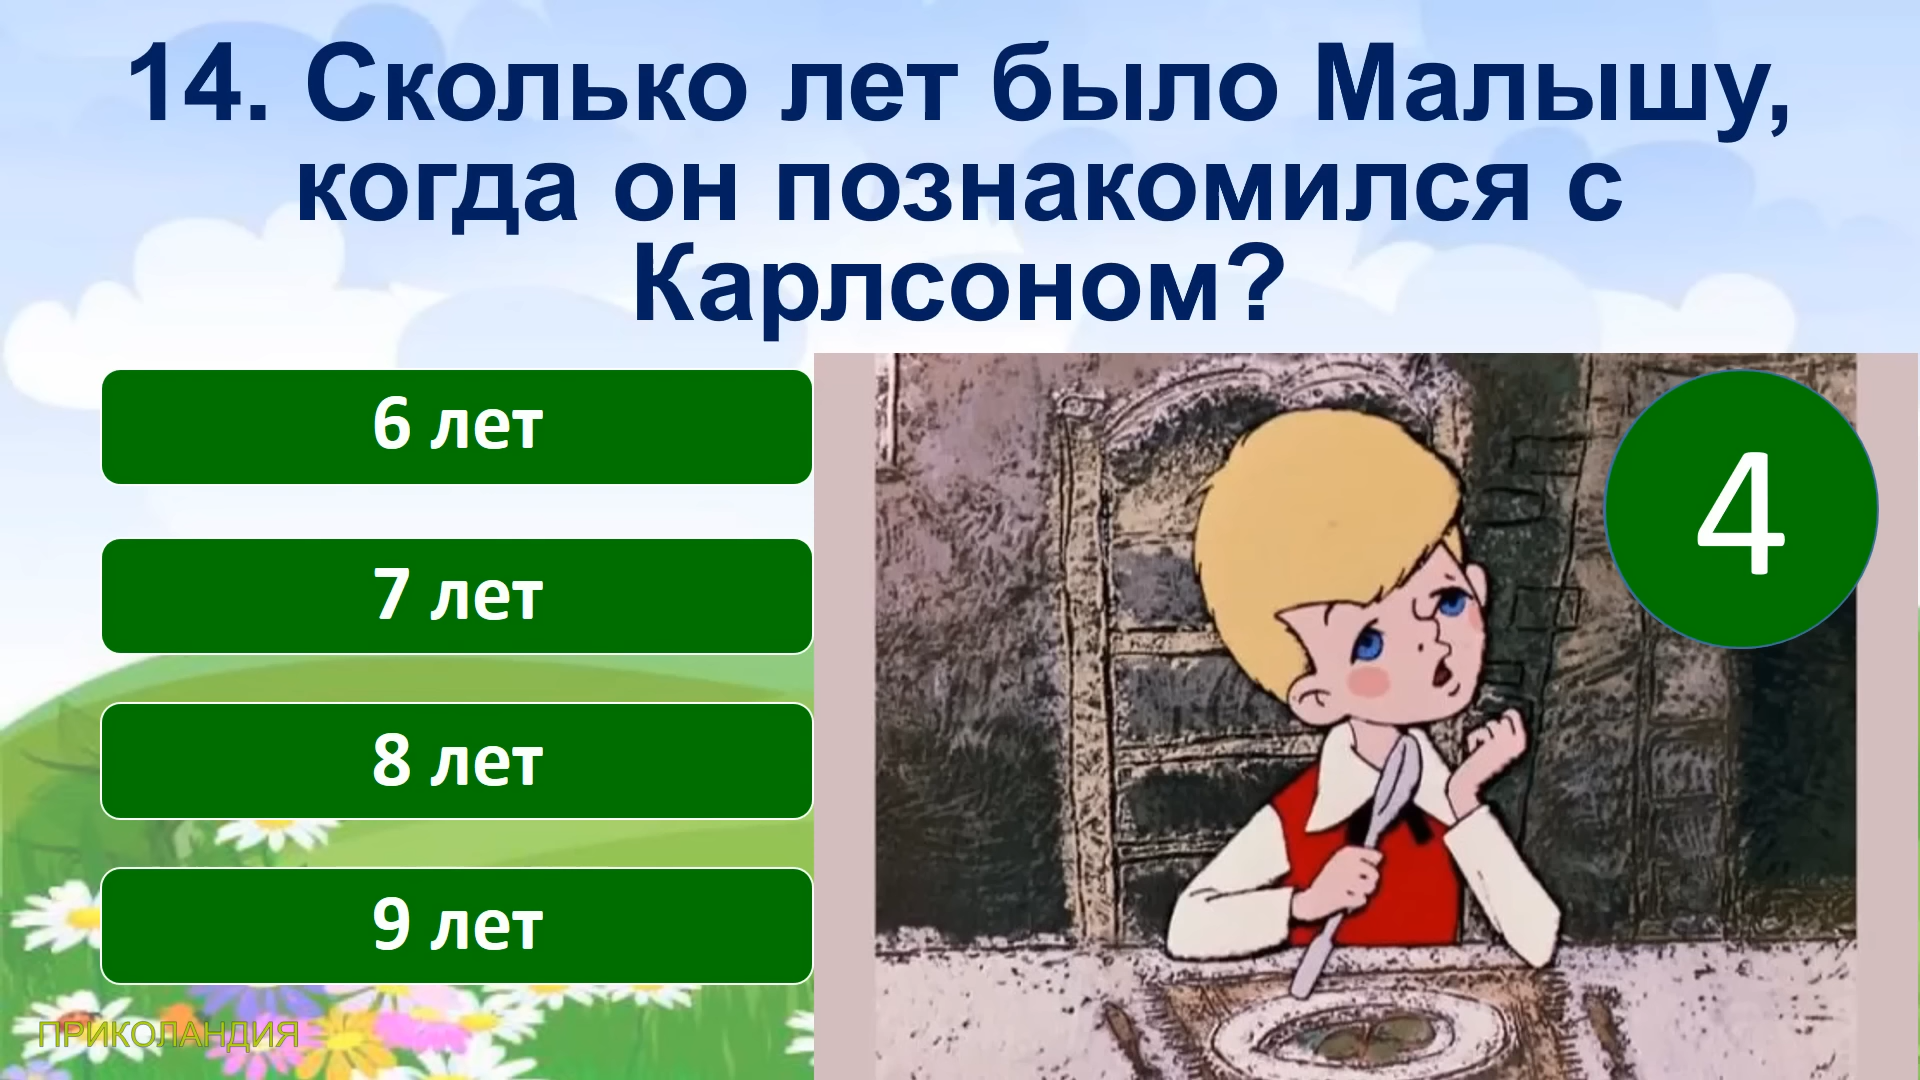 14. Сколько лет было Малышу,
когда он познакомился с
Карлсоном?
6 лет
7 лет
8 лет
9 лет
4
ПРИКОЛАНДИЯ